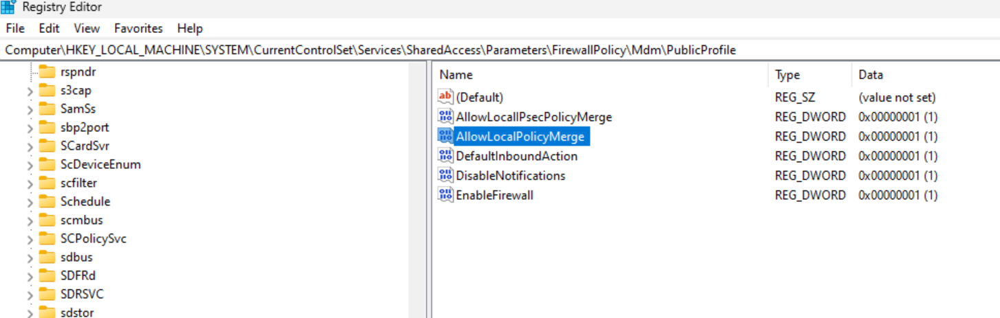 Registry Editor
File Edit View Favorites Help
Computer\HKEY_LOCAL_MACHINE\SYSTEM\CurrentControlSet\Services\SharedAccess\Parameters\FirewallPolicy\Mdm\PublicProfile
rspndr
s3cap
SamSs
sbp2port
SCardSvr
ScDeviceEnum
scfilter
Schedule
scmbus
SCPolicySvc
sdbus
SDFRd
SDRSVC
sdstor
Name Type Data
(Default) REG_SZ (value not set)
AllowLocalIPsecPolicyMerge REG_DWORD 0x00000001 (1)
AllowLocalPolicyMerge REG_DWORD 0x00000001 (1)
DefaultInboundAction REG_DWORD 0x00000001 (1)
DisableNotifications REG_DWORD 0x00000001 (1)
EnableFirewall REG_DWORD 0x00000001 (1)